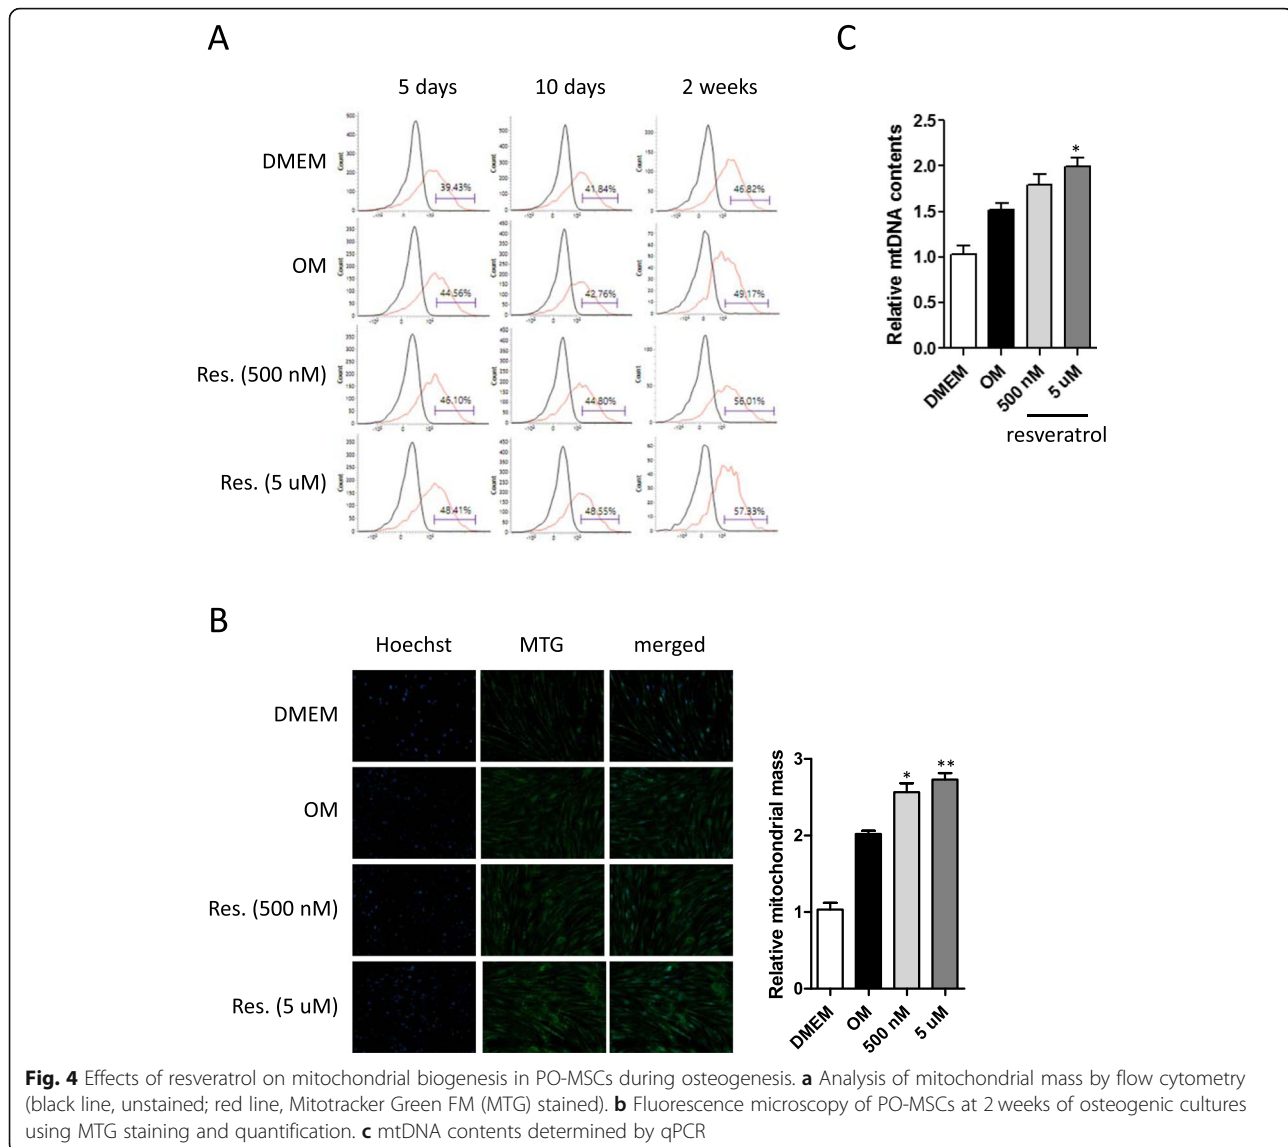 A
5 days 10 days 2 weeks
DMEM
39.43% 41.84% 46.82%
OM
44.56% 42.76% 49.17%
Res. (500 nM)
46.10% 44.80% 56.01%
Res. (5 uM)
48.41% 48.55% 57.33%
Count
C
Relative mtDNA contents
2.5
2.0
1.5
1.0
0.5
0.0
*
DMEM OM 500 nM 5 uM
resveratrol
B
Hoechst MTG merged
DMEM
OM
Res. (500 nM)
Res. (5 uM)
Relative mitochondrial mass
3
2
1
0
* **
DMEM OM 500 nM 5 uM
Fig. 4 Effects of resveratrol on mitochondrial biogenesis in PO-MSCs during osteogenesis. a Analysis of mitochondrial mass by flow cytometry
(black line, unstained; red line, Mitotracker Green FM (MTG) stained). b Fluorescence microscopy of PO-MSCs at 2 weeks of osteogenic cultures
using MTG staining and quantification. c mtDNA contents determined by qPCR